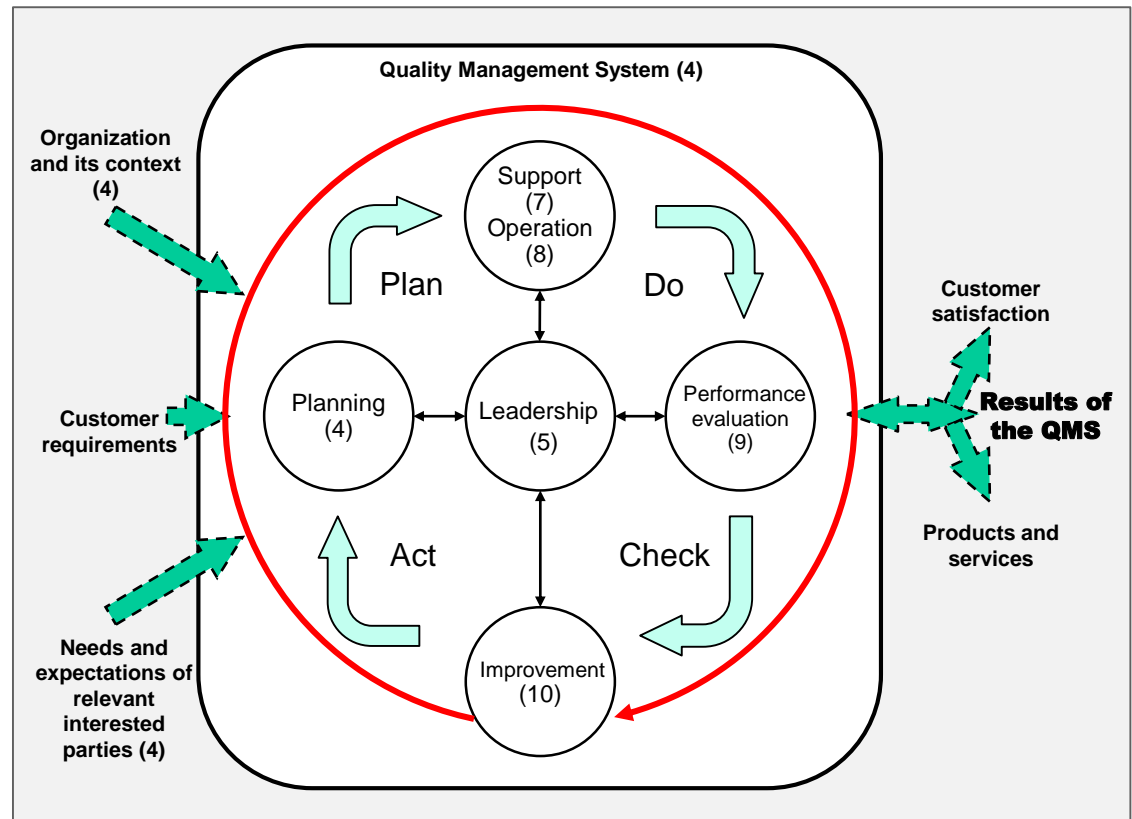 Quality Management System (4)
Organization
and its context
(4)
Support
(7)
Operation
(8)
Plan
Do
Customer
satisfaction
Planning
(4)
Leadership
(5)
Performance
evaluation
(9)
Customer
requirements
Results of
the QMS
Act
Check
Products and
services
Needs and
expectations of
relevant
interested
parties (4)
Improvement
(10)